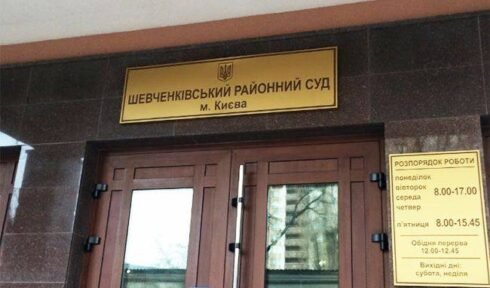 ШЕВЧЕНКІВСЬКИЙ РАЙОННИЙ СУД
м. Києва
РОЗПОРЯДОК РОБОТИ
понеділок
вівторок
середа
четвер
8.00-17.00
п'ятниця 8.00-15.45
Обідня перерва
12.00-12.45
Вихідні дні:
субота, неділя